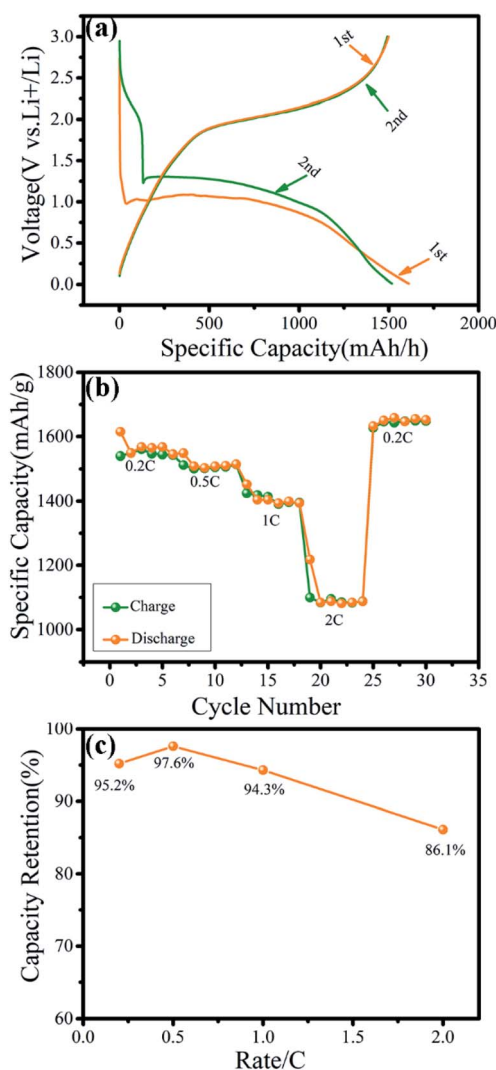 (a)
Voltage(V vs.Li+/Li)
3.0
2.5
2.0
1.5
1.0
0.5
0.0
1st
2nd
2nd
1st
0 500 1000 1500 2000
Specific Capacity(mAh/h)
(b)
Specific Capacity(mAh/g)
1800
1600
1400
1200
1000
0.2C
0.5C
1C
2C
0.2C
Charge
Discharge
0 5 10 15 20 25 30 35
Cycle Number
(c)
Capacity Retention(%)
100
90
80
70
60
95.2%
97.6%
94.3%
86.1%
0.0 0.5 1.0 1.5 2.0
Rate/C